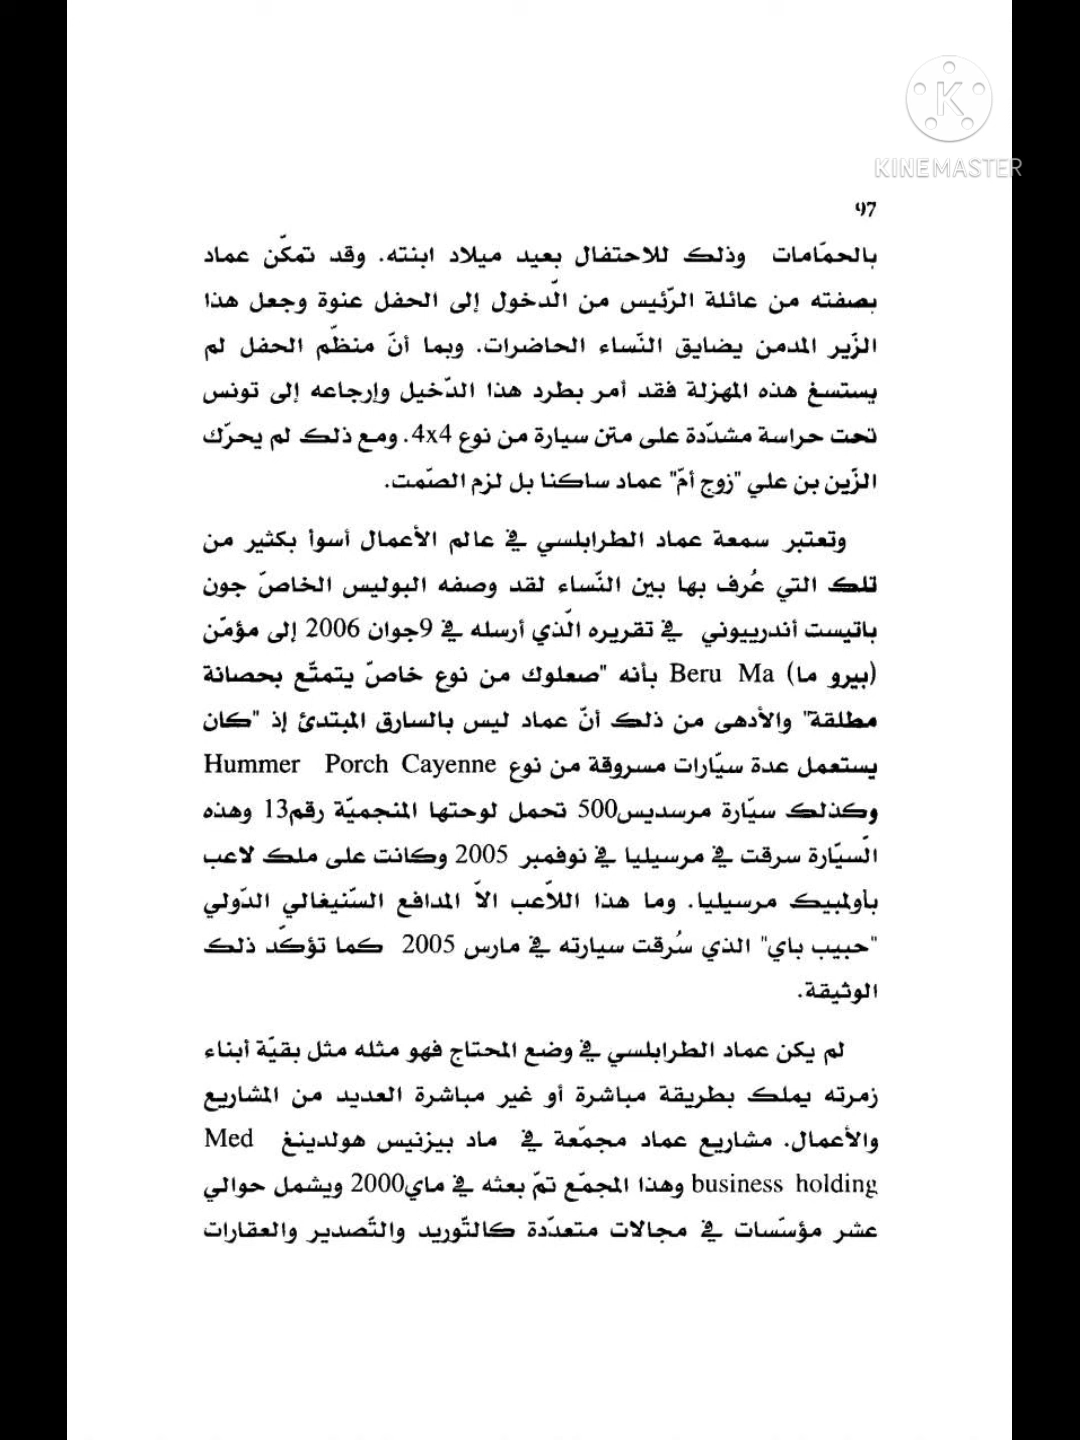 KINEMASTER
97
بالحمّامات وذلك للاحتفال بعيد ميلاد ابنته. وقد تمكّن عماد
بصفته من عائلة الرّئيس من الّدخول إلى الحفل عنوة وجعل هذا
الزّير المدمن يضايق النّساء الحاضرات. وبما أنّ منظّم الحفل لم
يستسغ هذه المهزلة فقد أمر بطرد هذا الدّخيل وإرجاعه إلى تونس
تحت حراسة مشدّدة على متن سيارة من نوع 4x4. ومع ذلك لم يحرّك
الزّين بن علي "زوج أمّ" عماد ساكنا بل لزم الصّمت.
وتعتبر سمعة عماد الطرابلسي في عالم الأعمال أسوأ بكثير من
تلك التي عُرف بها بين النّساء لقد وصفه البوليس الخاصّ جون
باتيست أندرييوني في تقريره الّذي أرسله في 9جوان 2006 إلى مؤمّن
(بيرو ما) Beru Ma بأنه "صعلوك من نوع خاصّ يتمتّع بحصانة
مطلقة" والأدهى من ذلك أنّ عماد ليس بالسارق المبتدئ إذ "كان
يستعمل عدة سيّارات مسروقة من نوع Hummer Porch Cayenne
وكذلك سيّارة مرسديس500 تحمل لوحتها المنجميّة رقم13 وهذه
الّسيّارة سرقت في مرسيليا في نوفمبر 2005 وكانت على ملك لاعب
بأولمبيك مرسيليا. وما هذا اللاّعب الاّ المدافع السّنيغالي الدّولي
"حبيب باي" الذي سُرقت سيارته في مارس 2005 كما تؤكّد ذلك
الوثيقة.
لم يكن عماد الطرابلسي في وضع المحتاج فهو مثله مثل بقيّة أبناء
زمرته يملك بطريقة مباشرة أو غير مباشرة العديد من المشاريع
والأعمال. مشاريع عماد مجمّعة في ماد بيزنيس هولدينغ Med
business holding وهذا المجمّع تمّ بعثه في ماي2000 ويشمل حوالي
عشر مؤسّسات في مجالات متعدّدة كالتّوريد والتّصدير والعقارات